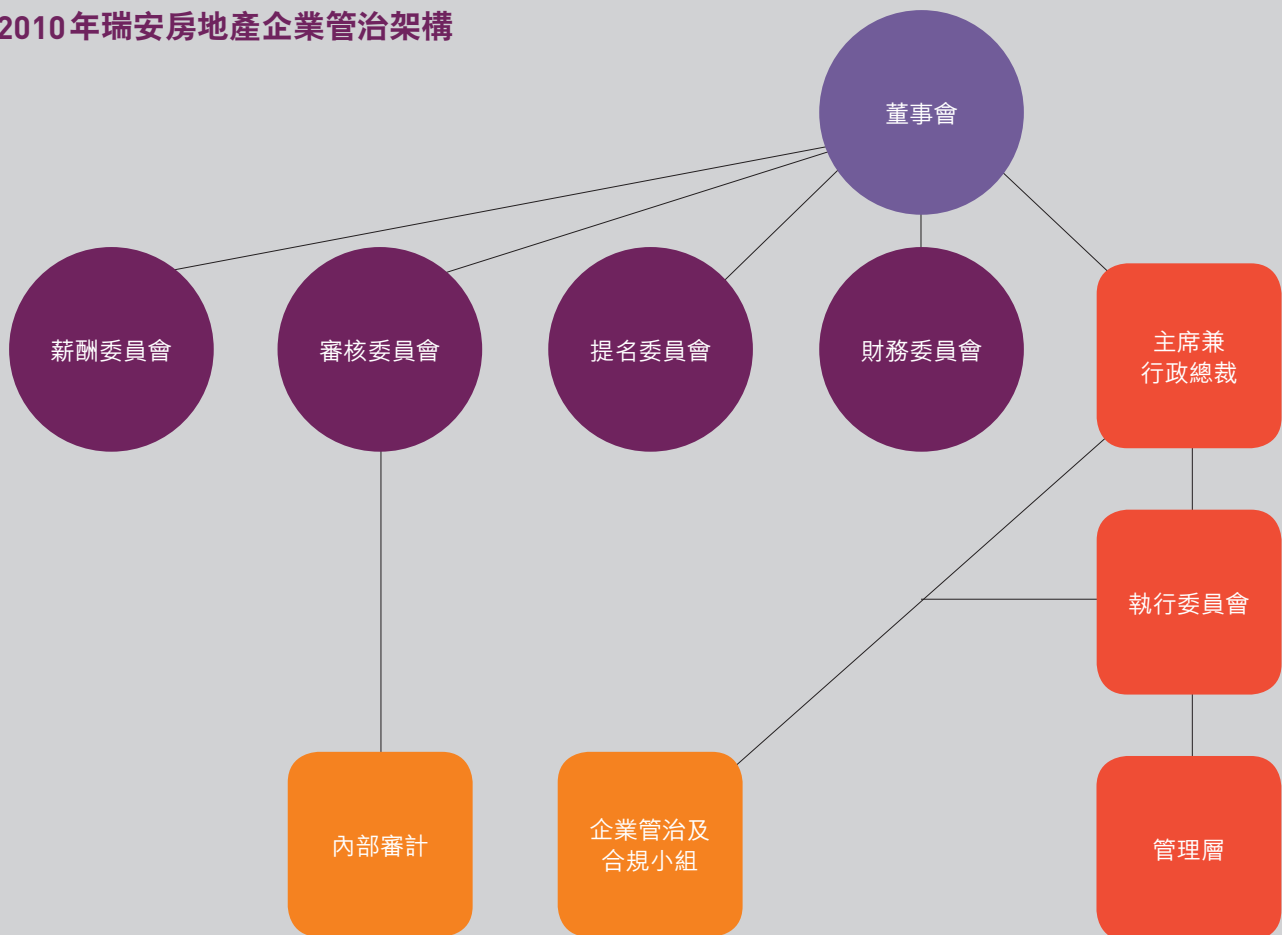 2010年瑞安房地產企業管治架構
董事會
薪酬委員會
審核委員會
提名委員會
財務委員會
主席兼
行政總裁
執行委員會
內部審計
企業管治及
合規小組
管理層